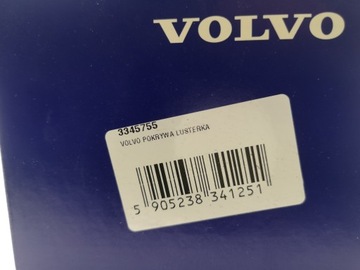 VOLVO
3345755
VOLVO POKRYWA LUSTERKA
5 905238 341251